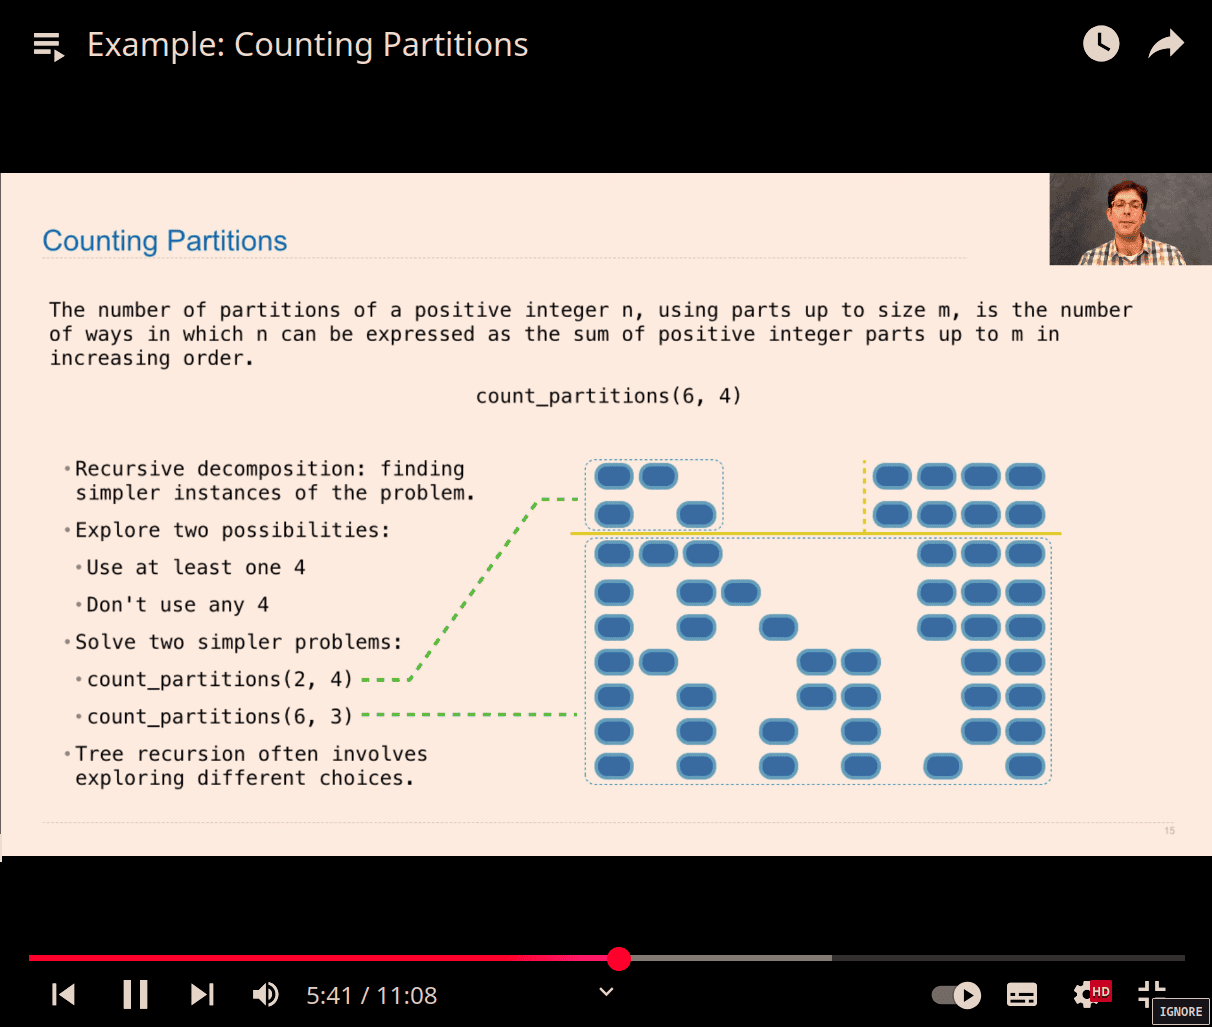 Example: Counting Partitions
Counting Partitions
The number of partitions of a positive integer n, using parts up to size m, is the number
of ways in which n can be expressed as the sum of positive integer parts up to m in
increasing order.
count_partitions(6, 4)
•Recursive decomposition: finding
simpler instances of the problem.
•Explore two possibilities:
•Use at least one 4
•Don't use any 4
•Solve two simpler problems:
•count_partitions(2, 4)
•count_partitions(6, 3)
•Tree recursion often involves
exploring different choices.
15
5:41 / 11:08
HD
IGNORE